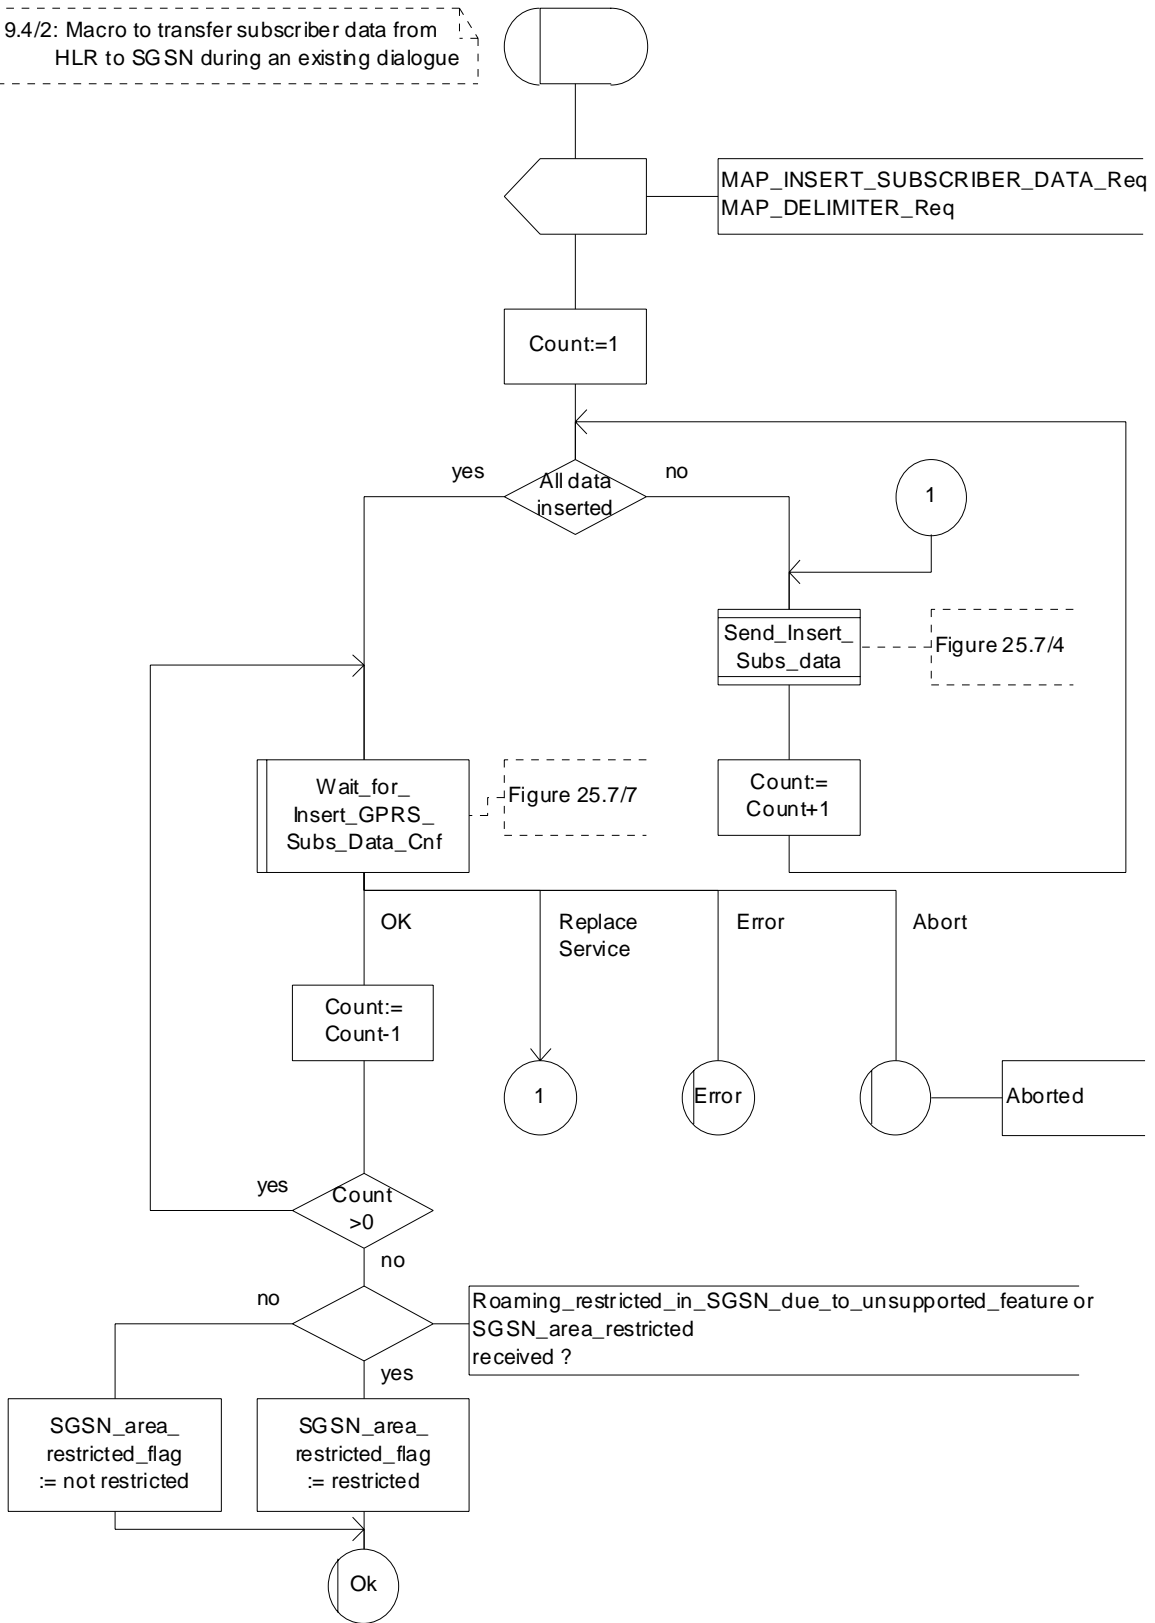 9.4/2: Macro to transfer subscriber data from
HLR to SGSN during an existing dialogue
MAP_INSERT_SUBSCRIBER_DATA_Req
MAP_DELIMITER_Req
Count:=1
yes
All data
inserted
no
1
Send_Insert_
Subs_data
Figure 25.7/4
Wait_for_
Insert_GPRS_
Subs_Data_Cnf
Figure 25.7/7
Count:=
Count+1
OK
Replace
Service
Error
Abort
Count:=
Count-1
1
Error
Aborted
yes
Count
>0
no
no
Roaming_restricted_in_SGSN_due_to_unsupported_feature or
SGSN_area_restricted
received ?
yes
SGSN_area_
restricted_flag
:= not restricted
SGSN_area_
restricted_flag
:= restricted
Ok